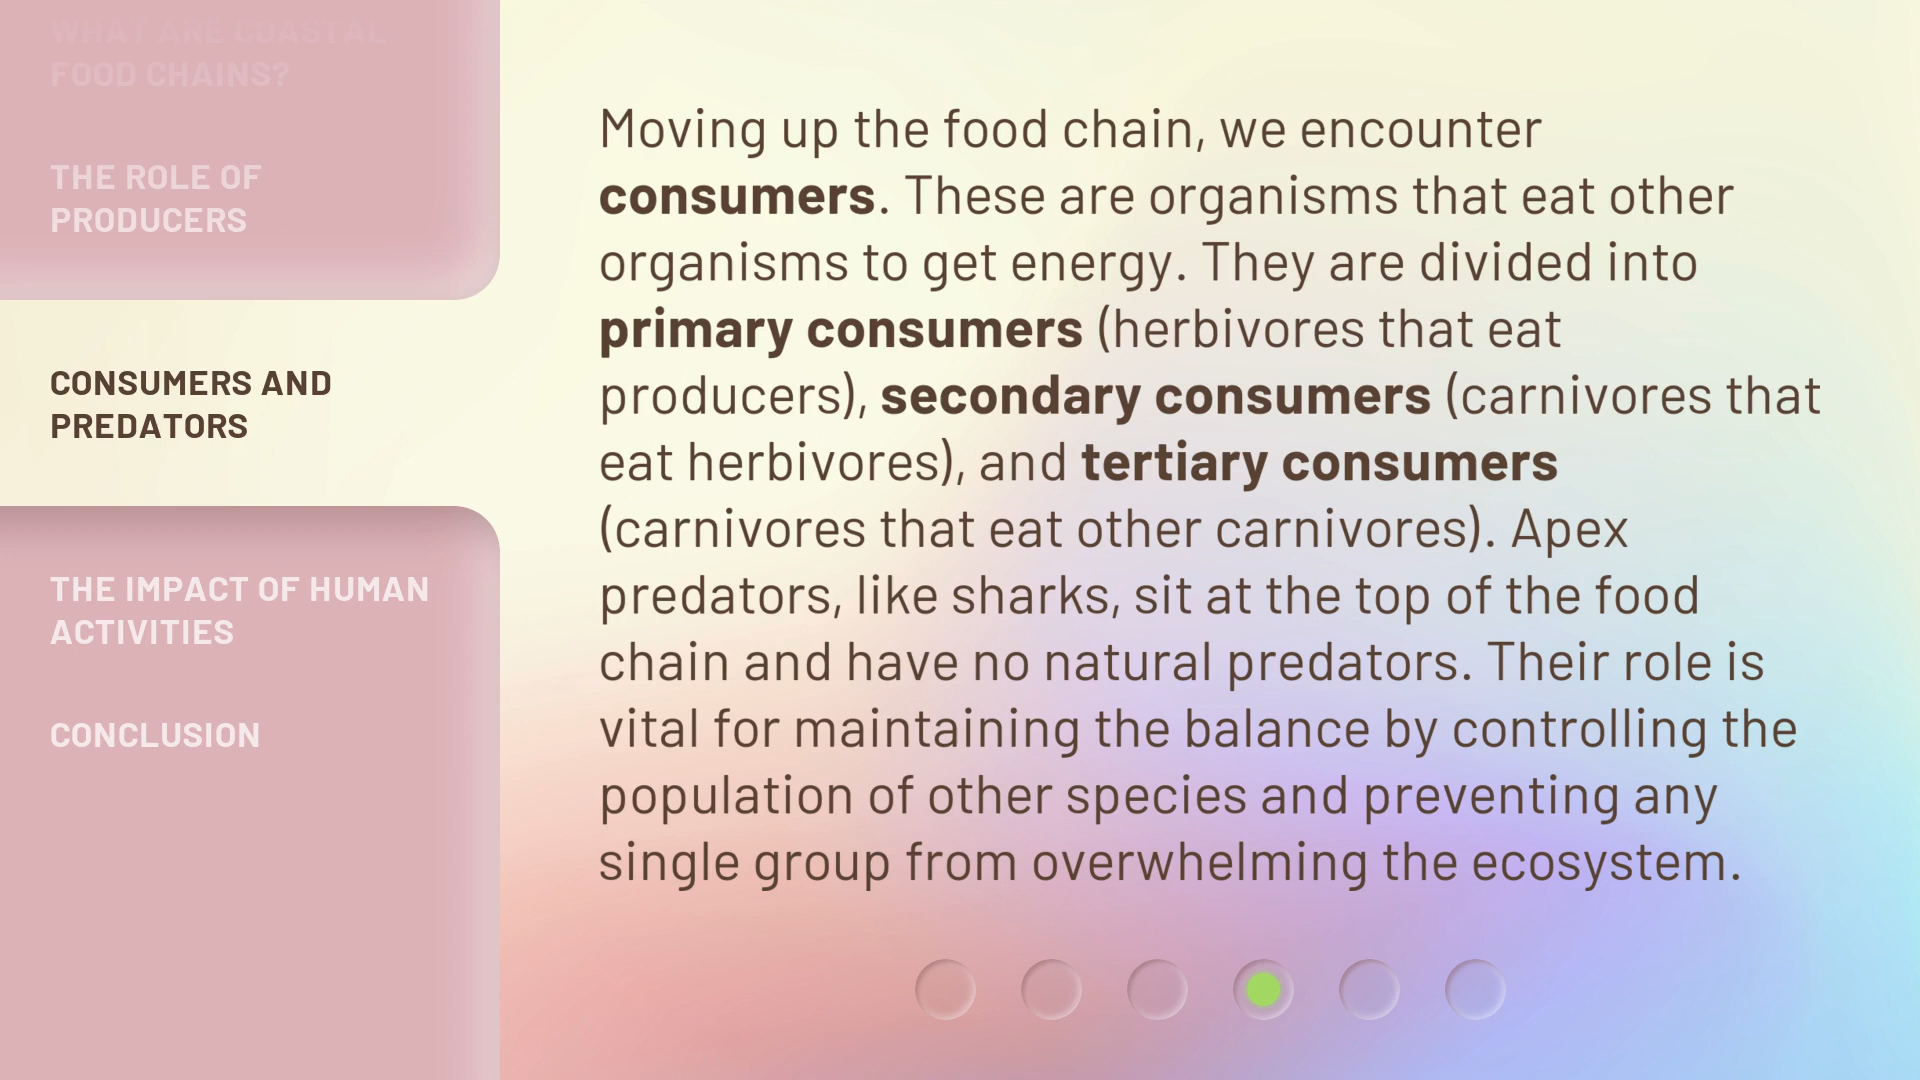 WHAT ARE COASTAL
FOOD CHAINS?
THE ROLE OF
PRODUCERS
CONSUMERS AND
PREDATORS
THE IMPACT OF HUMAN
ACTIVITIES
CONCLUSION
Moving up the food chain, we encounter
consumers. These are organisms that eat other
organisms to get energy. They are divided into
primary consumers (herbivores that eat
producers), secondary consumers (carnivores that
eat herbivores), and tertiary consumers
(carnivores that eat other carnivores). Apex
predators, like sharks, sit at the top of the food
chain and have no natural predators. Their role is
vital for maintaining the balance by controlling the
population of other species and preventing any
single group from overwhelming the ecosystem.